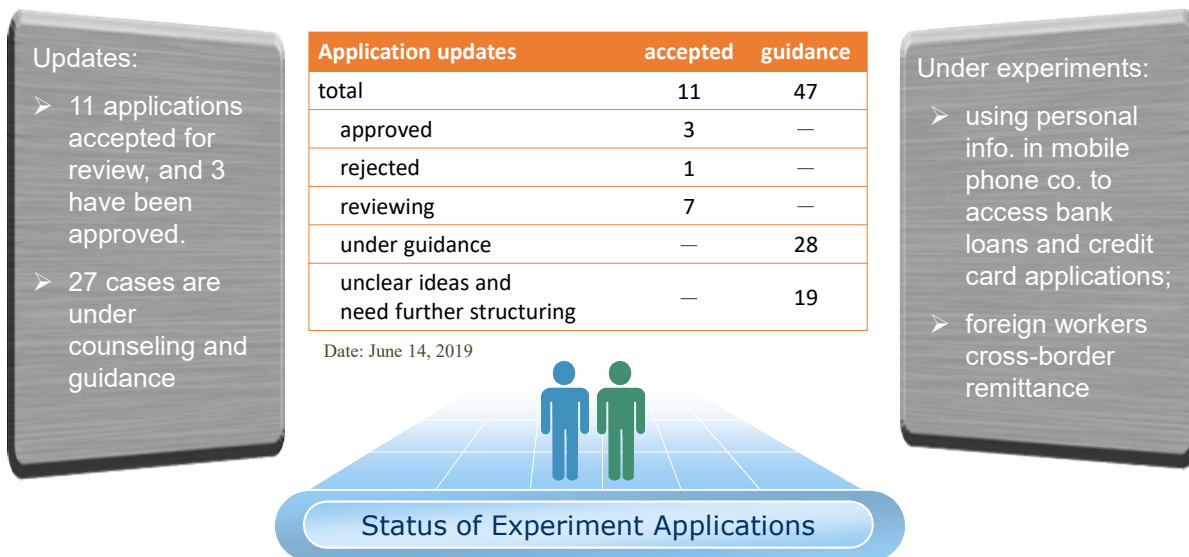 Updates:
➢ 11 applications
accepted for
review, and 3
have been
approved.
➢ 27 cases are
under
counseling and
guidance
Application updates accepted guidance
total 11 47
approved 3 —
rejected 1 —
reviewing 7 —
under guidance — 28
unclear ideas and
need further structuring — 19
Date: June 14, 2019
Under experiments:
➢ using personal
info. in mobile
phone co. to
access bank
loans and credit
card applications;
➢ foreign workers
cross-border
remittance
Status of Experiment Applications